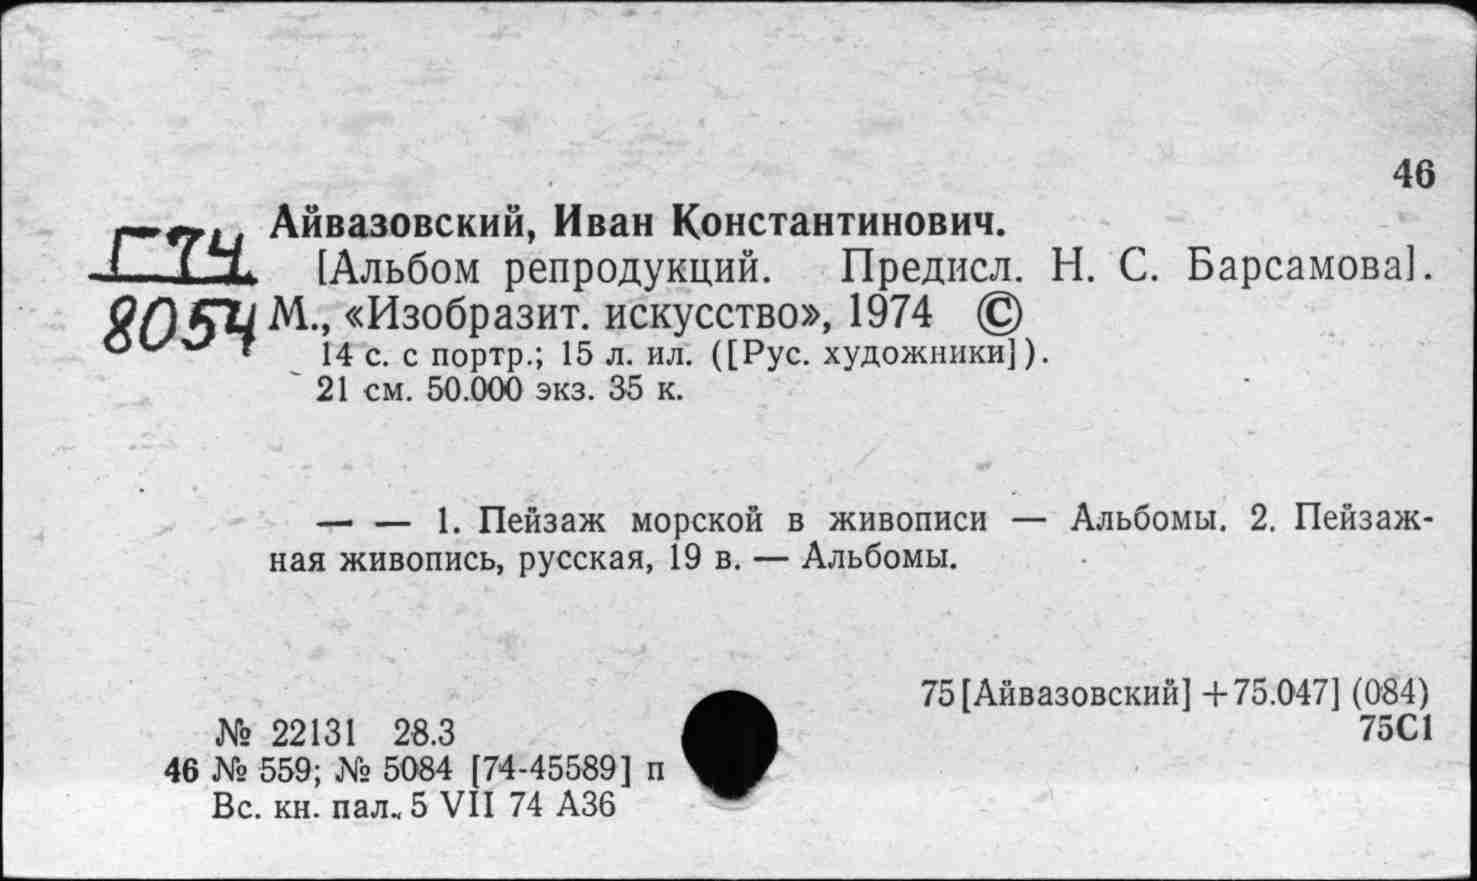 46
Г74
8054
Айвазовский, Иван Константинович.
[Альбом репродукций. Предисл. Н. С. Барсамова].
М., «Изобразит. искусство», 1974 ©
14 с. с портр.; 15 л. ил. ([Рус. художники]).
21 см. 50.000 экз. 35 к.
— — 1. Пейзаж морской в живописи — Альбомы. 2. Пейзаж-
ная живопись, русская, 19 в. — Альбомы.
75[Айвазовский] +75.047] (084)
75С1
№ 22131 28.3
46 № 559; № 5084 [74-45589] п
Вс. кн. пал., 5 VII 74 А36